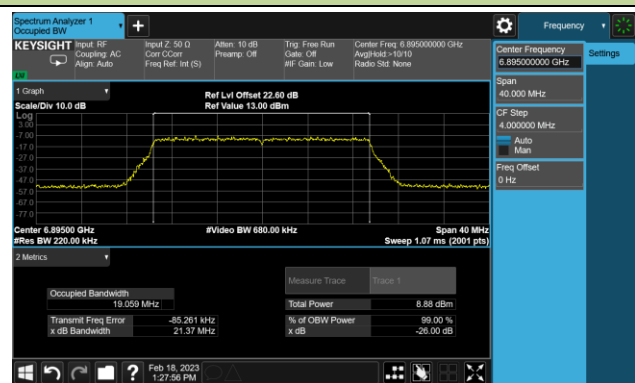 Spectrum Analyzer 1
Occupied BW
Frequency
KEYSIGHT
Input: RF
Coupling: AC
Align: Auto
Input Z: 50 Ω
Corr CCorr
Freq Ref: Int (S)
Atten: 10 dB
Preamp: Off
Trig: Free Run
Gate: Off
#IF Gain: Low
Center Freq: 6.895000000 GHz
Avg|Hold:>10/10
Radio Std: None
Center Frequency
6.895000000 GHz
Settings
Span
40.000 MHz
CF Step
4.000000 MHz
Auto
Man
Freq Offset
0 Hz
1 Graph
Scale/Div 10.0 dB
Ref Lvl Offset 22.60 dB
Ref Value 13.00 dBm
Log
3.00
-7.00
-17.0
-27.0
-37.0
-47.0
-57.0
-67.0
-77.0
Center 6.89500 GHz
#Video BW 680.00 kHz
Span 40 MHz
#Res BW 220.00 kHz
Sweep 1.07 ms (2001 pts)
2 Metrics
Measure Trace
Trace 1
Occupied Bandwidth
19.059 MHz
Total Power
8.88 dBm
Transmit Freq Error
-85.261 kHz
% of OBW Power
99.00 %
x dB Bandwidth
21.37 MHz
x dB
-26.00 dB
Feb 18, 2023
1:27:56 PM